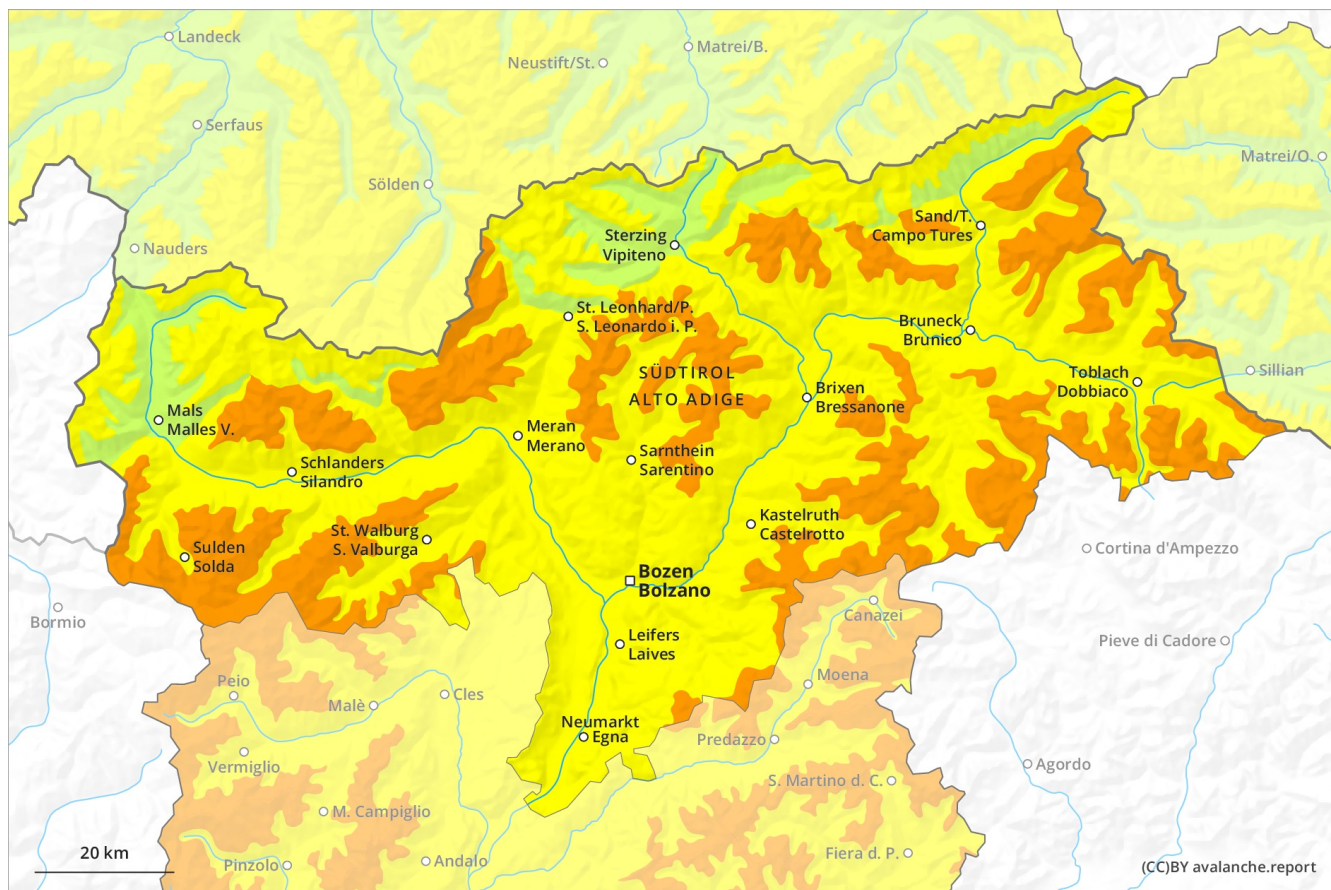 Landeck
Matrei/B.
Neustift/St.
Serfaus
Matrei/O.
Sölden
Sand/T.
Campo Tures
Nauders
Sterzing
Vipiteno
St. Leonhard/P.
S. Leonardo i. P.
Bruneck
Brunico
SÜDTIROL
ALTO ADIGE
Toblach
Dobbiaco
Sillian
Brixen
Bressanone
Mals
Malles V.
Meran
Merano
Schlanders
Silandro
Sarnthein
Sarentino
St. Walburg
S. Valburga
Kastelruth
Castelrotto
Sulden
Solda
Cortina d'Ampezzo
Bozen
Bolzano
Bormio
Canazei
Leifers
Laives
Pieve di Cadore
Peio
Moena
Malè
Cles
Neumarkt
Egna
Predazzo
Vermiglio
Agordo
S. Martino d. C.
M. Campiglio
20 km
Pinzolo
Andalo
Fiera d. P.
(CC)BY avalanche.report